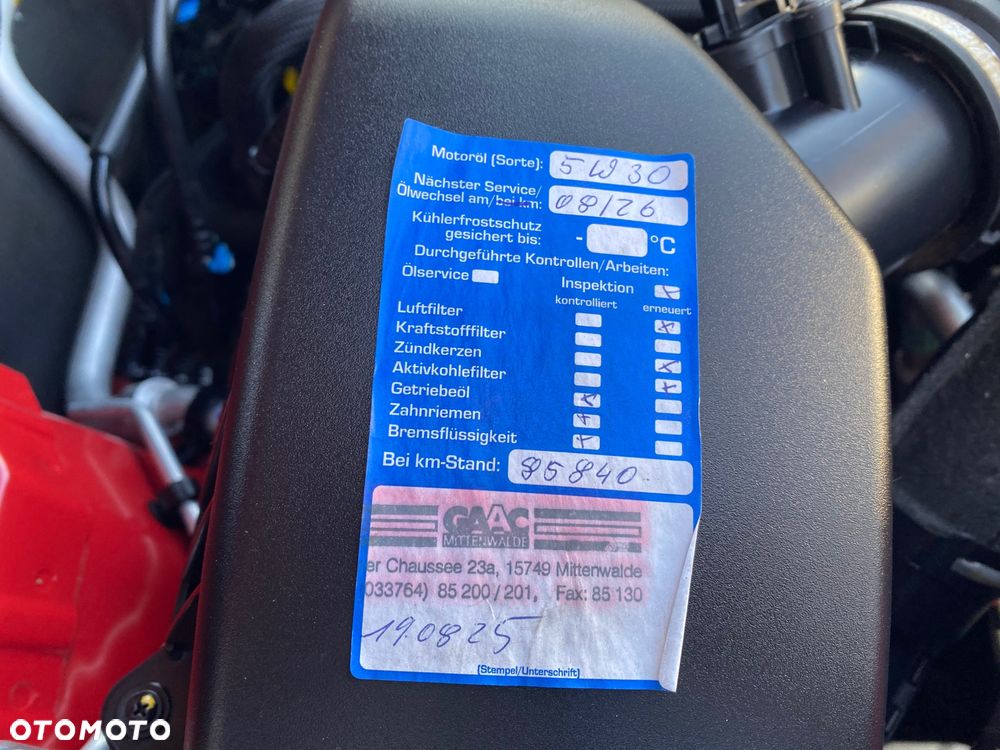 Motoröl (Sorte): 5W30
Nächster Service/
Ölwechsel am/bei km: 08/26
Kühlerfrostschutz
gesichert bis: - °C
Durchgeführte Kontrollen/Arbeiten:
Ölservice Inspektion x
kontrolliert erneuert
Luftfilter x
Kraftstofffilter
Zündkerzen x
Aktivkohlefilter x
Getriebeöl x
Zahnriemen x
Bremsflüssigkeit x
Bei km-Stand: 95840
GAAC
MITTENWALDE
er Chaussee 23a, 15749 Mittenwalde
033764) 85 200/201, Fax: 85 130
19.08 25
(Stempel/Unterschrift)
OTOMOTO